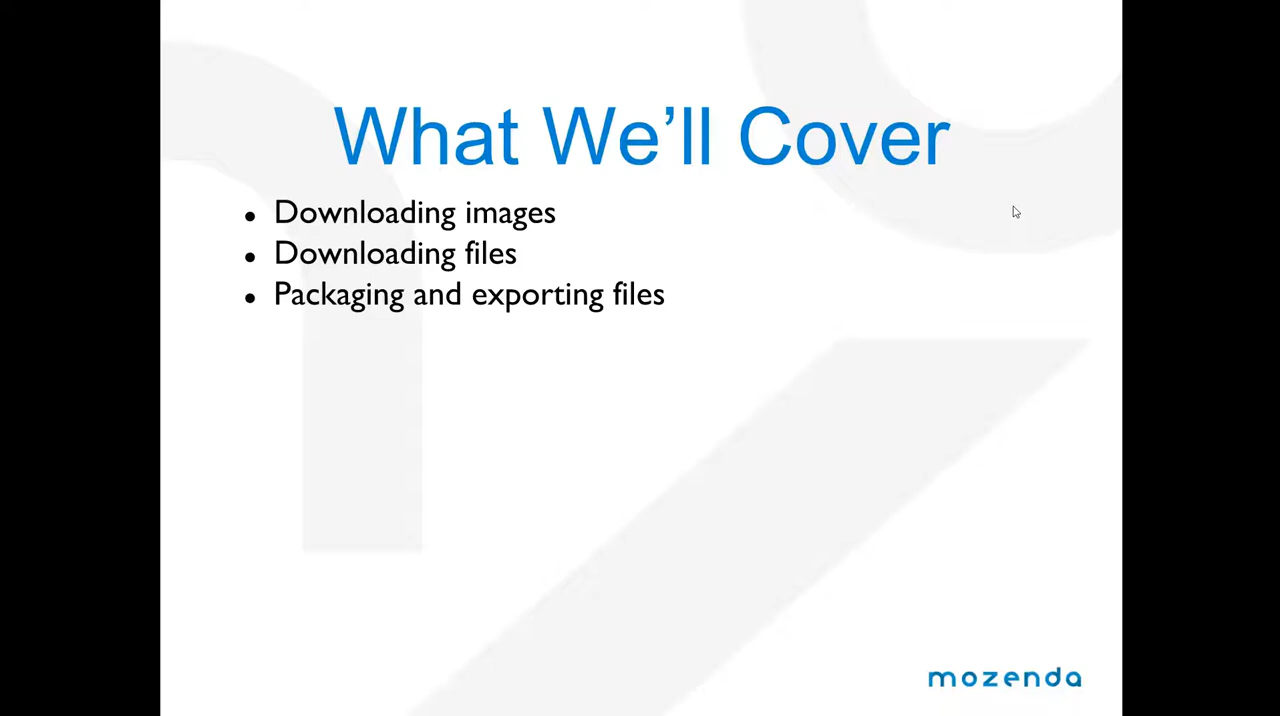 What We’ll Cover
• Downloading images
• Downloading files
• Packaging and exporting files
mozenda